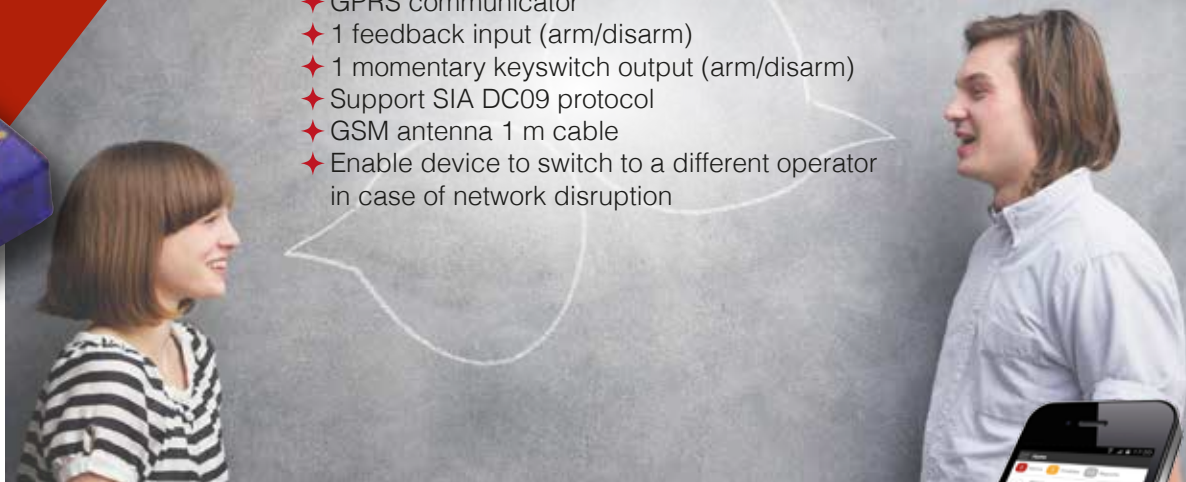 GPRS communicator
1 feedback input (arm/disarm)
1 momentary keyswitch output (arm/disarm)
Support SIA DC09 protocol
GSM antenna 1 m cable
Enable device to switch to a different operator
in case of network disruption